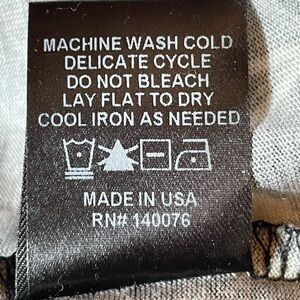 MACHINE WASH COLD
DELICATE CYCLE
DO NOT BLEACH
LAY FLAT TO DRY
COOL IRON AS NEEDED
MADE IN USA
RN# 140076